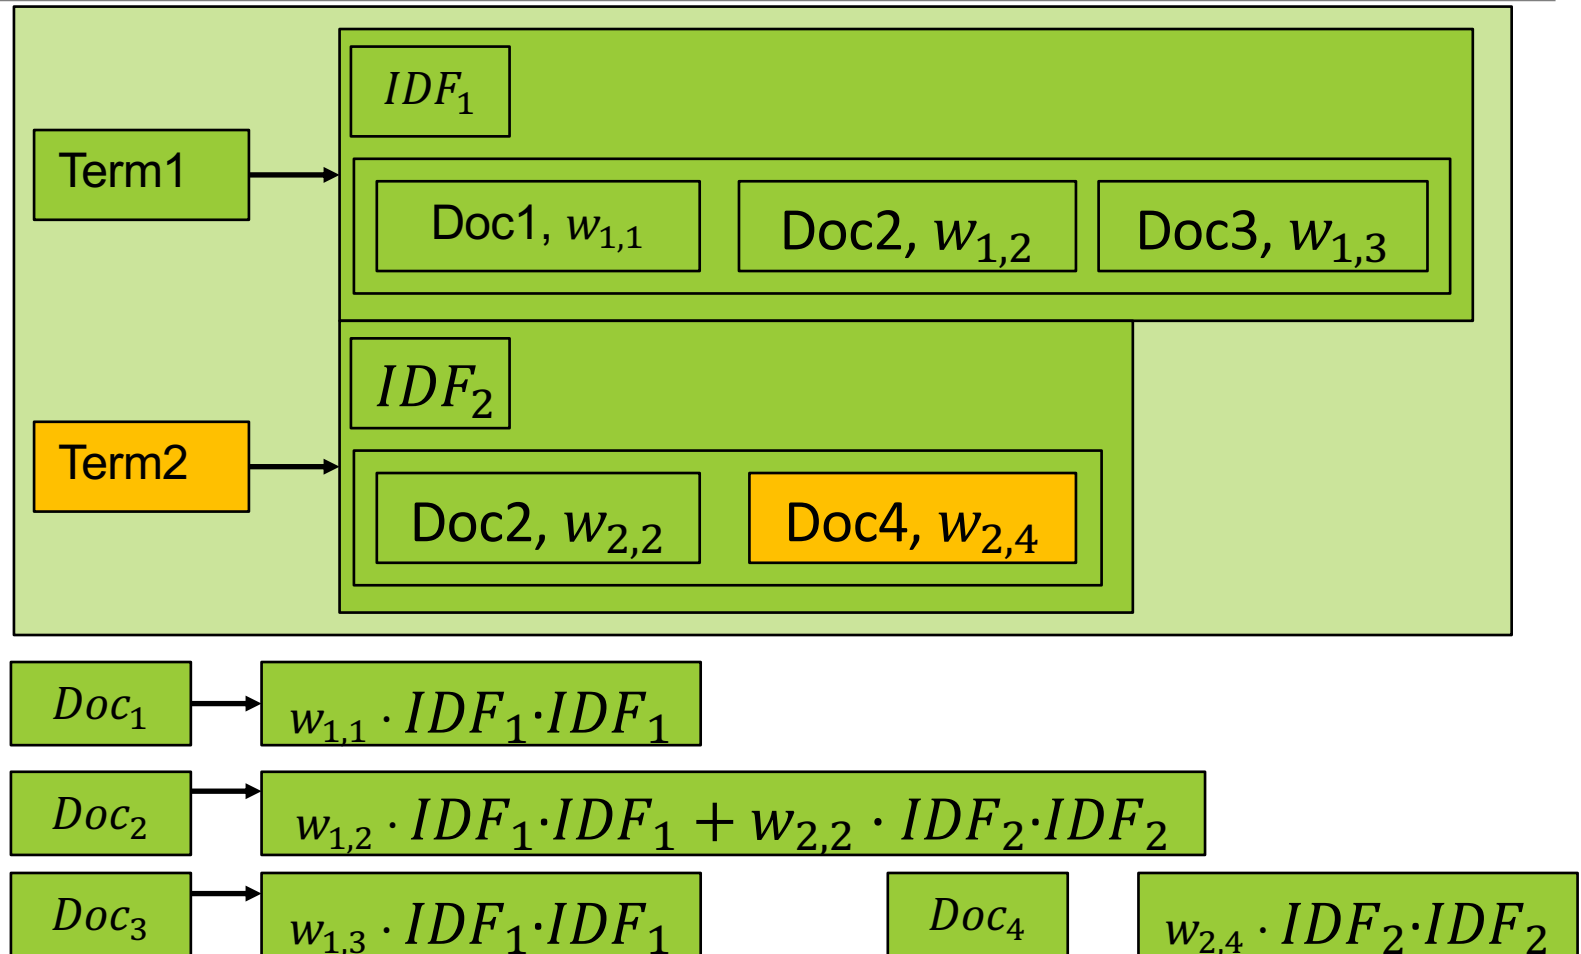 IDF₁
Term1
Doc1, w₁,₁
Doc2, w₁,₂
Doc3, w₁,₃
IDF₂
Term2
Doc2, w₂,₂
Doc4, w₂,₄
Doc₁
w₁,₁ · IDF₁·IDF₁
Doc₂
w₁,₂ · IDF₁·IDF₁ + w₂,₂ · IDF₂·IDF₂
Doc₃
w₁,₃ · IDF₁·IDF₁
Doc₄
w₂,₄ · IDF₂·IDF₂